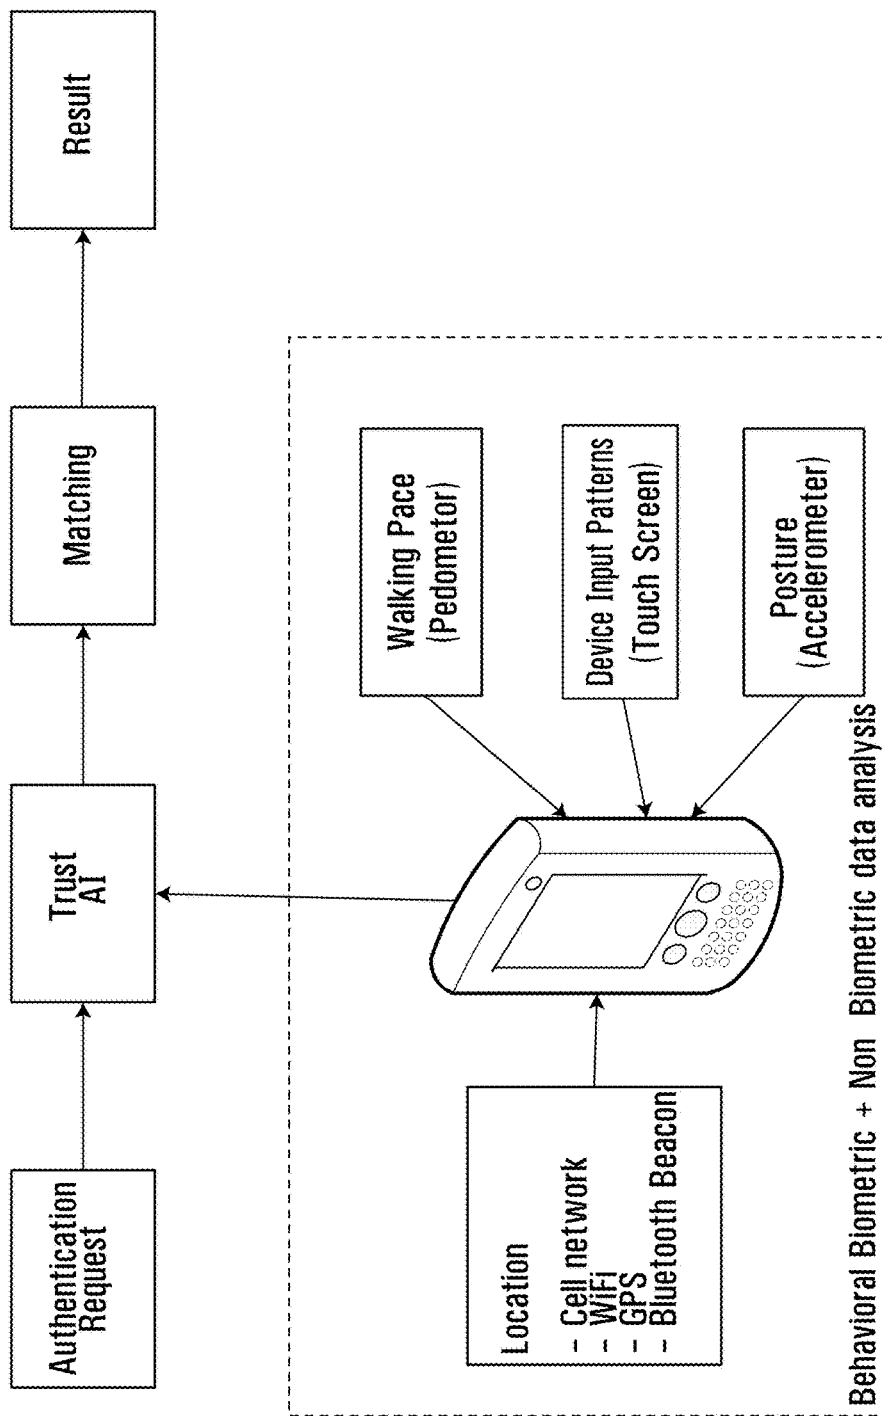 Authentication
Request
Trust
AI
Matching
Result
Location
- Cell network
- WiFi
- GPS
- Bluetooth Beacon
Walking Pace
(Pedometor)
Device Input Patterns
(Touch Screen)
Posture
(Accelerometer)
Behavioral Biometric + Non Biometric data analysis